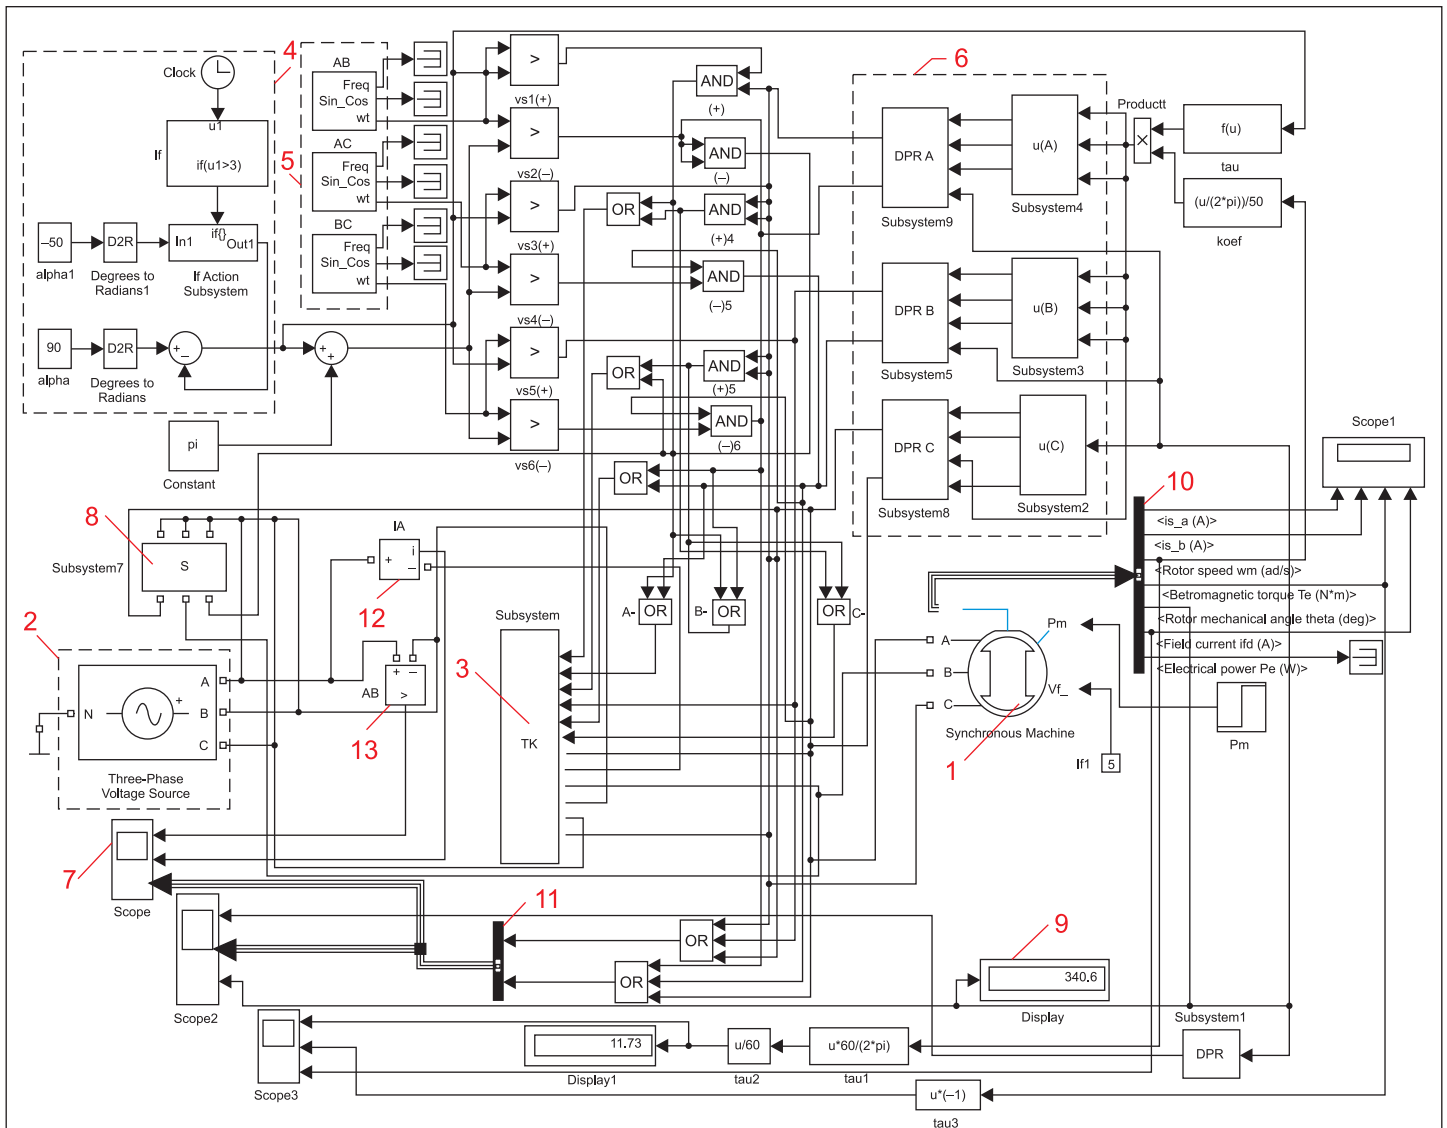 Clock
4
u1
If
if(u1>3)
–50
D2R
In1
if{}
Out1
alpha1
Degrees to
Radians1
If Action
Subsystem
90
D2R
+
–
alpha
Degrees to
Radians
pi
Constant
+
+
5
AB
Freq
Sin_Cos
wt
AC
Freq
Sin_Cos
wt
BC
Freq
Sin_Cos
wt
>
vs1(+)
>
vs2(–)
>
vs3(+)
>
vs4(–)
>
vs5(+)
>
vs6(–)
AND
(+)
AND
(–)
OR
AND
(+)4
AND
(–)5
OR
AND
(+)5
AND
(–)6
OR
6
DPR A
Subsystem9
u(A)
Subsystem4
DPR B
Subsystem5
u(B)
Subsystem3
DPR C
Subsystem8
u(C)
Subsystem2
Productt
×
f(u)
tau
(u/(2*pi))/50
koef
Scope1
10
<is_a (A)>
<is_b (A)>
<Rotor speed wm (ad/s)>
<Betromagnetic torque Te (N*m)>
<Rotor mechanical angle theta (deg)>
<Field current ifd (A)>
<Electrical power Pe (W)>
8
S
Subsystem7
IA
+
i
–
12
2
N
+
A
B
C
Three-Phase
Voltage Source
+
–
AB
>
13
Subsystem
3
TK
A-
OR
B-
OR
OR
C-
A
B
C
Pm
Vf_
Synchronous Machine
1
If1
5
Pm
7
Scope
Scope2
11
OR
OR
9
340.6
Display
Subsystem1
DPR
Scope3
11.73
Display1
u/60
tau2
u*60/(2*pi)
tau1
u*(–1)
tau3